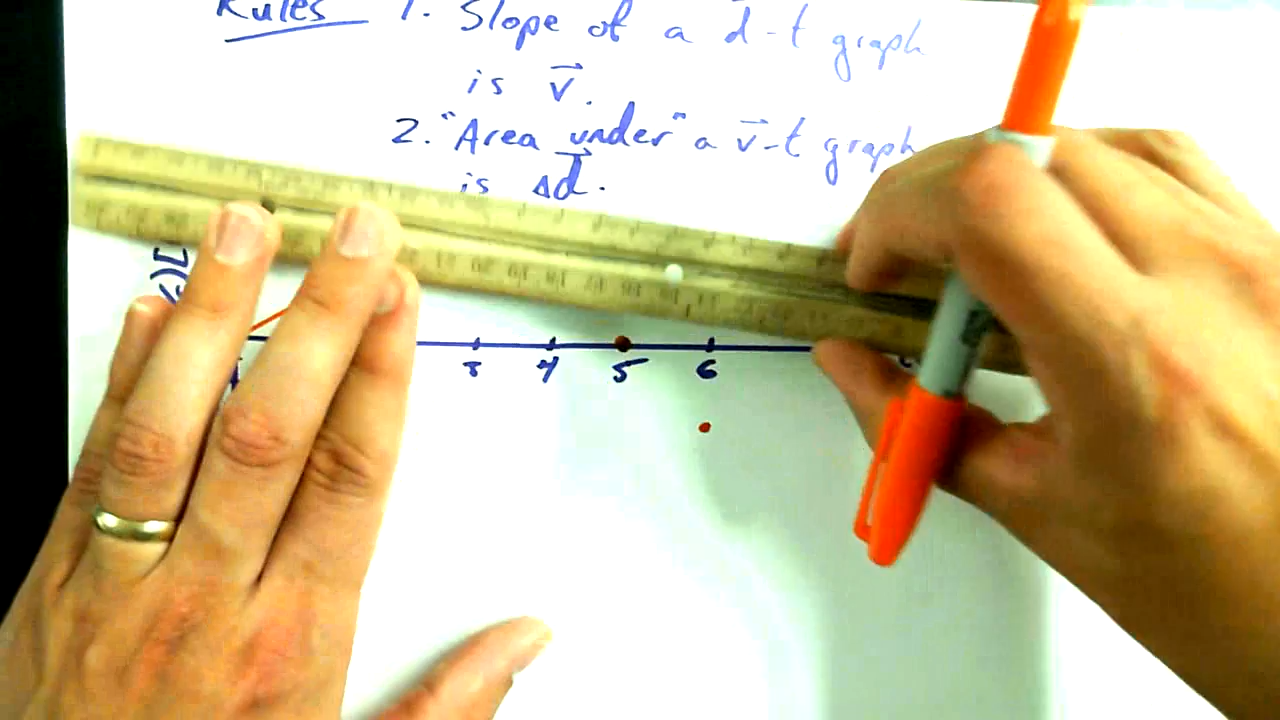 Rules 1. Slope of a d⃗-t graph
is v⃗.
2. "Area under" a v⃗-t graph
is Δd⃗.
3 4 5 6